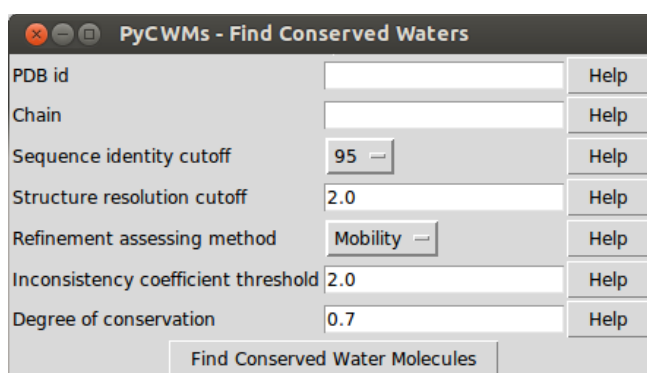 PyCWMs - Find Conserved Waters
PDB id Help
Chain Help
Sequence identity cutoff 95 Help
Structure resolution cutoff 2.0 Help
Refinement assessing method Mobility Help
Inconsistency coefficient threshold 2.0 Help
Degree of conservation 0.7 Help
Find Conserved Water Molecules